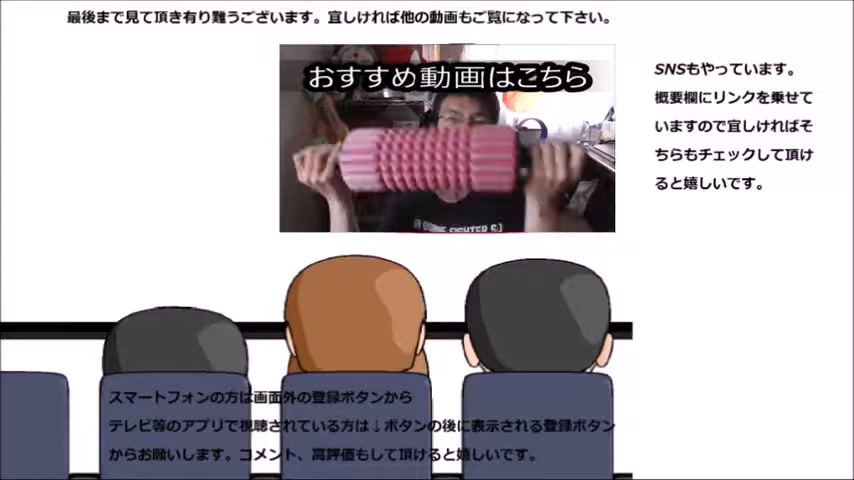 最後まで見て頂き有り難うございます。宜しければ他の動画もご覧になって下さい。
おすすめ動画はこちら
SNSもやっています。
概要欄にリンクを乗せて
いますので宜しければそ
ちらもチェックして頂け
ると嬉しいです。
スマートフォンの方は画面外の登録ボタンから
テレビ等のアプリで視聴されている方は↓ボタンの後に表示される登録ボタン
からお願いします。コメント、高評価もして頂けると嬉しいです。